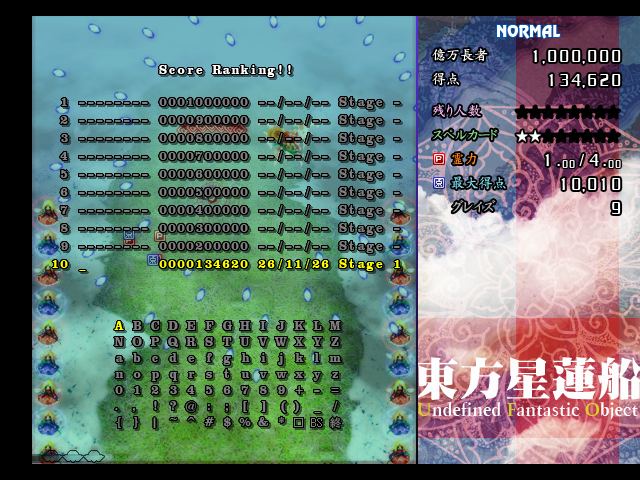 Score Ranking!!
1 -------- 0001000000 --/--/-- Stage -
2 -------- 0000900000 --/--/-- Stage -
3 -------- 0000800000 --/--/-- Stage -
4 -------- 0000700000 --/--/-- Stage -
5 -------- 0000600000 --/--/-- Stage -
6 -------- 0000500000 --/--/-- Stage -
7 -------- 0000400000 --/--/-- Stage -
8 -------- 0000300000 --/--/-- Stage -
9 -------- 0000200000 --/--/-- Stage -
10 _ 0000134620 26/11/26 Stage 1
A B C D E F G H I J K L M
N O P Q R S T U V W X Y Z
a b c d e f g h i j k l m
n o p q r s t u v w x y z
0 1 2 3 4 5 6 7 8 9 + - =
. , ! ? @ : ; [ ] ( ) _ /
{ } | ~ ^ # $ % & * □ BS 終
NORMAL
億万長者 1,000,000
得点 134,620
残り人数
スペルカード ★★
P 霊力 1.00/4.00
点 最大得点 10,010
グレイズ 9
東方星蓮船
Undefined Fantastic Object